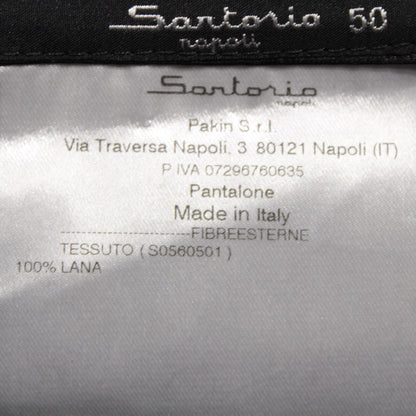 Sartorio 50
napoli
Sartorio
napoli
Pakin S.r.l.
Via Traversa Napoli, 3 80121 Napoli (IT)
P.IVA 07296760635
Pantalone
Made in Italy
------------------------FIBREESTERNE
TESSUTO ( S0560501 )
100% LANA